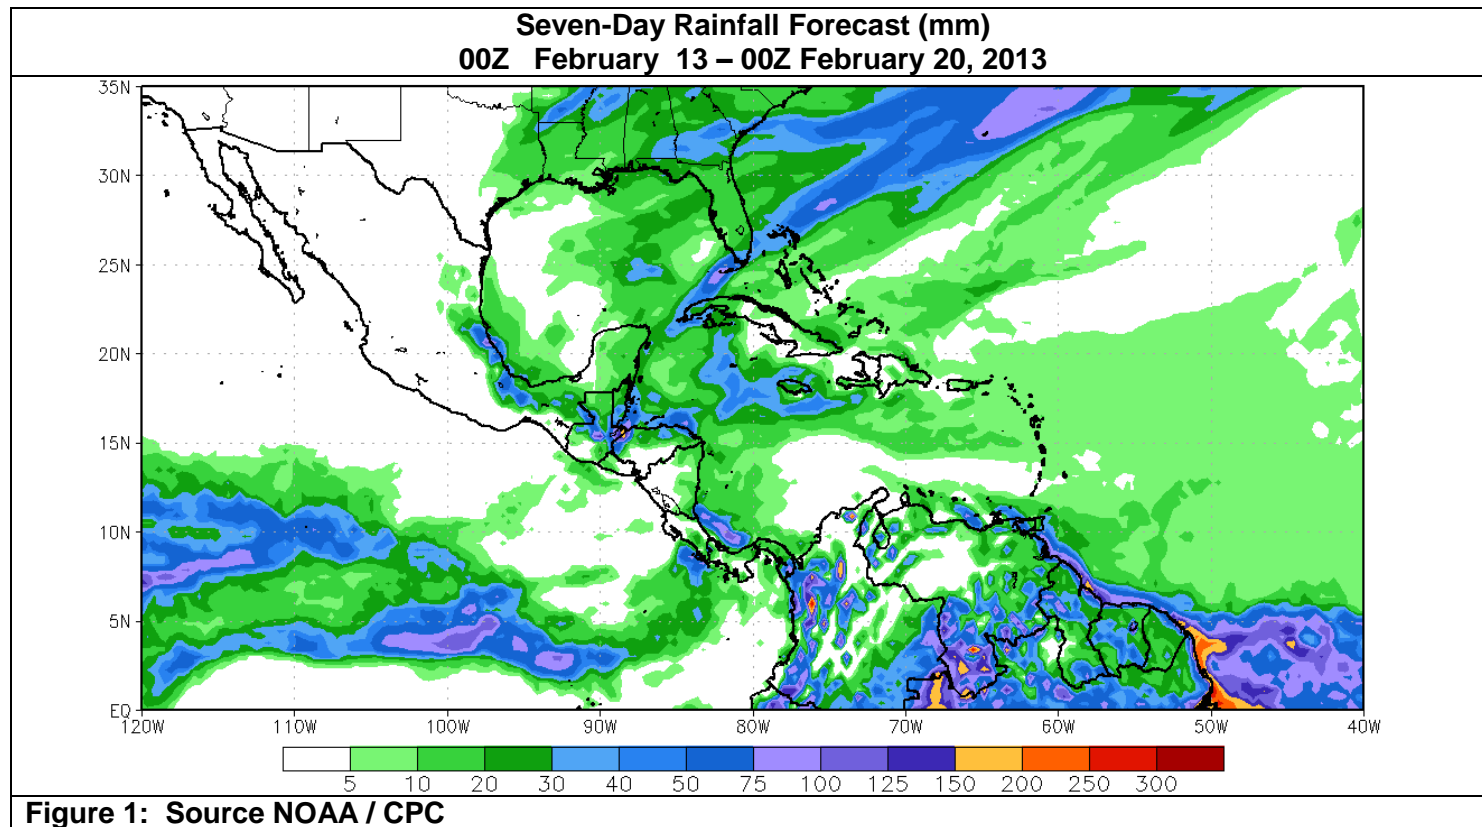 Seven-Day Rainfall Forecast (mm)
00Z February 13 – 00Z February 20, 2013
35N
30N
25N
20N
15N
10N
5N
EQ
120W 110W 100W 90W 80W 70W 60W 50W 40W
5 10 20 30 40 50 75 100 125 150 200 250 300
Figure 1: Source NOAA / CPC